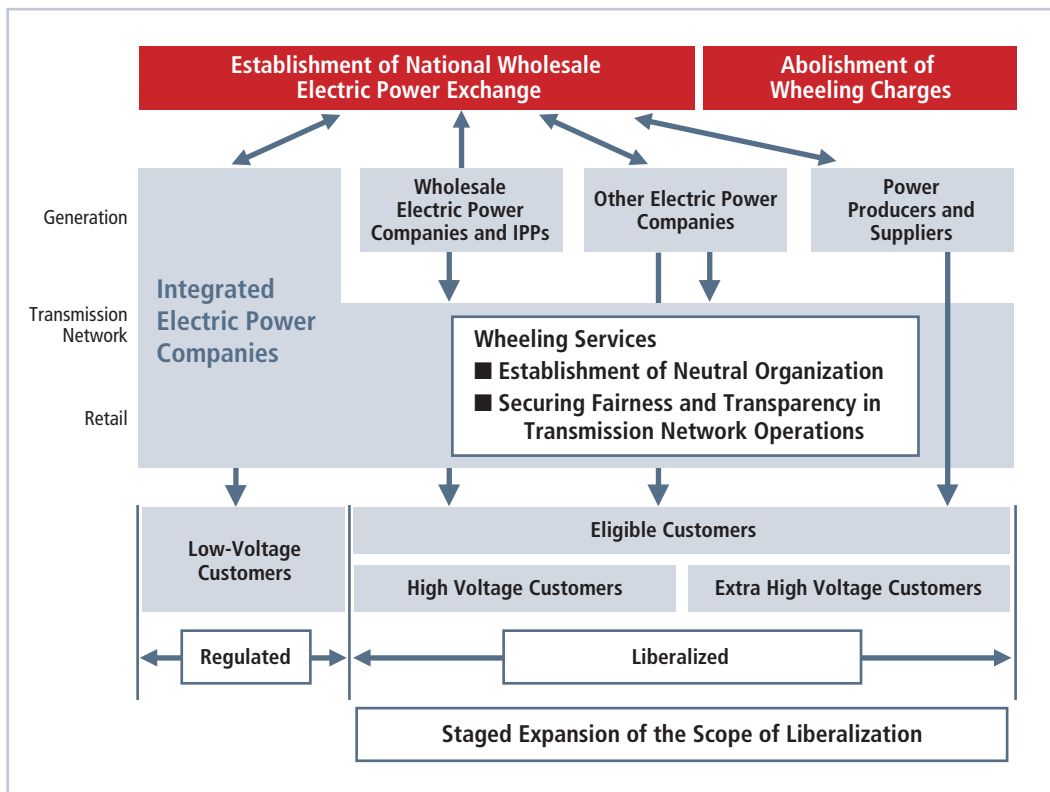 Establishment of National Wholesale
Electric Power Exchange
Abolishment of
Wheeling Charges
Generation
Wholesale
Electric Power
Companies and IPPs
Other Electric Power
Companies
Power
Producers and
Suppliers
Integrated
Electric Power
Companies
Transmission
Network
Wheeling Services
■ Establishment of Neutral Organization
■ Securing Fairness and Transparency in
Transmission Network Operations
Retail
Low-Voltage
Customers
Eligible Customers
High Voltage Customers
Extra High Voltage Customers
Regulated
Liberalized
Staged Expansion of the Scope of Liberalization